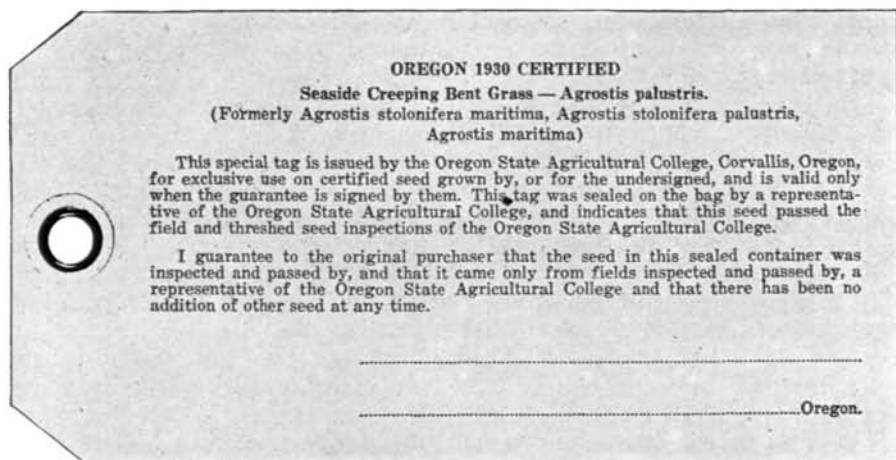 OREGON 1930 CERTIFIED
Seaside Creeping Bent Grass — Agrostis palustris.
(Formerly Agrostis stolonifera maritima, Agrostis stolonifera palustris,
Agrostis maritima)
This special tag is issued by the Oregon State Agricultural College, Corvallis, Oregon,
for exclusive use on certified seed grown by, or for the undersigned, and is valid only
when the guarantee is signed by them. This tag was sealed on the bag by a representa-
tive of the Oregon State Agricultural College, and indicates that this seed passed the
field and threshed seed inspections of the Oregon State Agricultural College.
I guarantee to the original purchaser that the seed in this sealed container was
inspected and passed by, and that it came only from fields inspected and passed by, a
representative of the Oregon State Agricultural College and that there has been no
addition of other seed at any time.
Oregon.